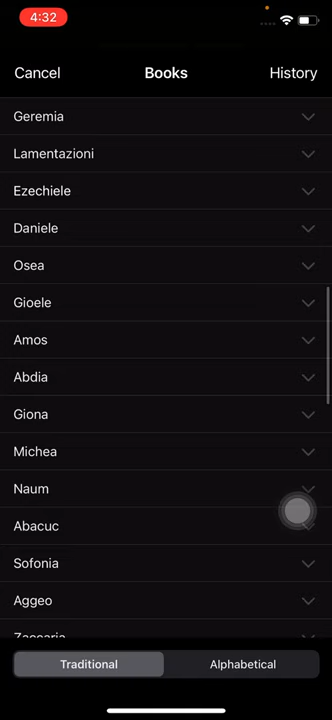 4:32
Cancel Books History
Geremia
Lamentazioni
Ezechiele
Daniele
Osea
Gioele
Amos
Abdia
Giona
Michea
Naum
Abacuc
Sofonia
Aggeo
Zaccaria
Traditional Alphabetical